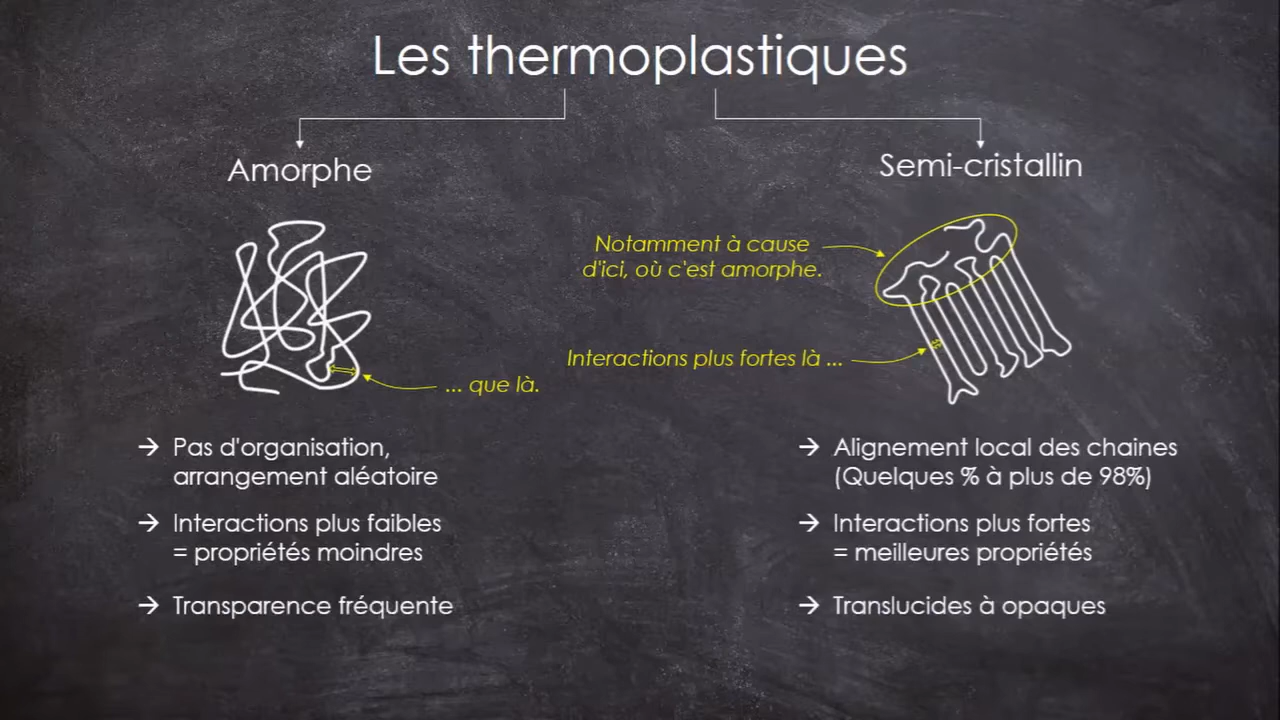 Les thermoplastiques
Amorphe
Semi-cristallin
Notamment à cause
d'ici, où c'est amorphe.
Interactions plus fortes là ...
... que là.
→ Pas d'organisation,
arrangement aléatoire
→ Interactions plus faibles
= propriétés moindres
→ Transparence fréquente
→ Alignement local des chaines
(Quelques % à plus de 98%)
→ Interactions plus fortes
= meilleures propriétés
→ Translucides à opaques